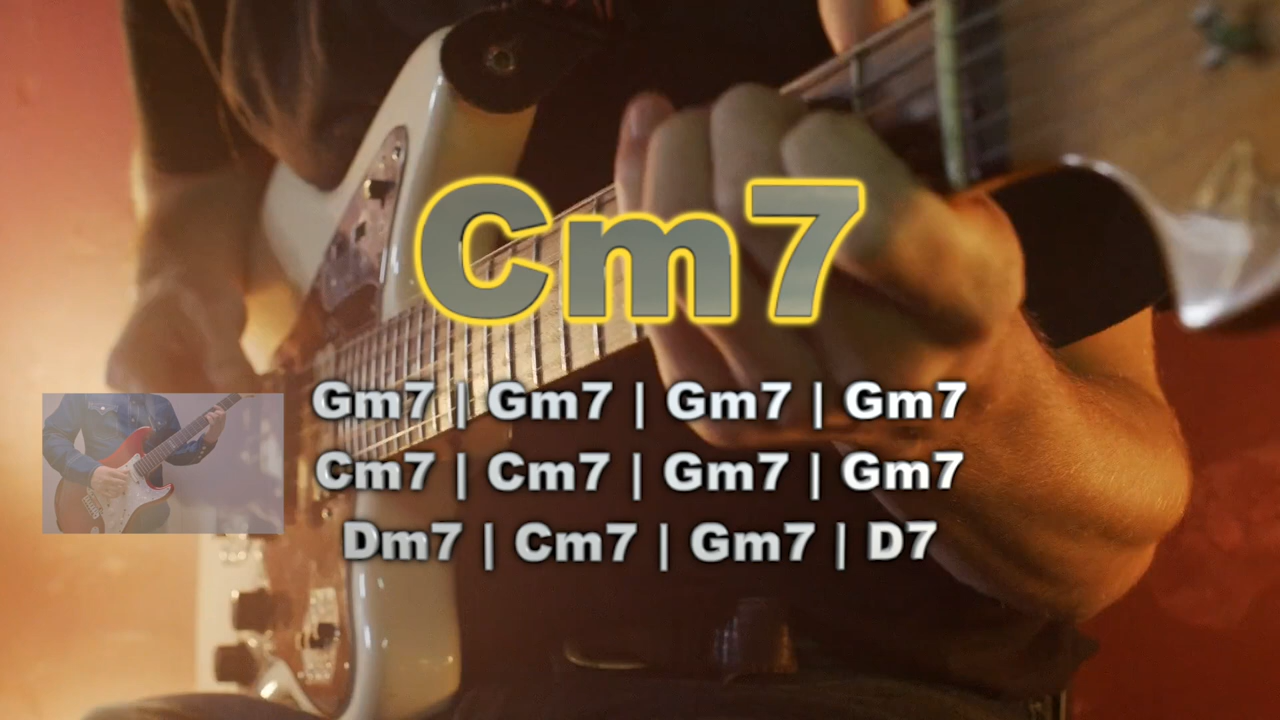 Cm7
Gm7 | Gm7 | Gm7 | Gm7
Cm7 | Cm7 | Gm7 | Gm7
Dm7 | Cm7 | Gm7 | D7